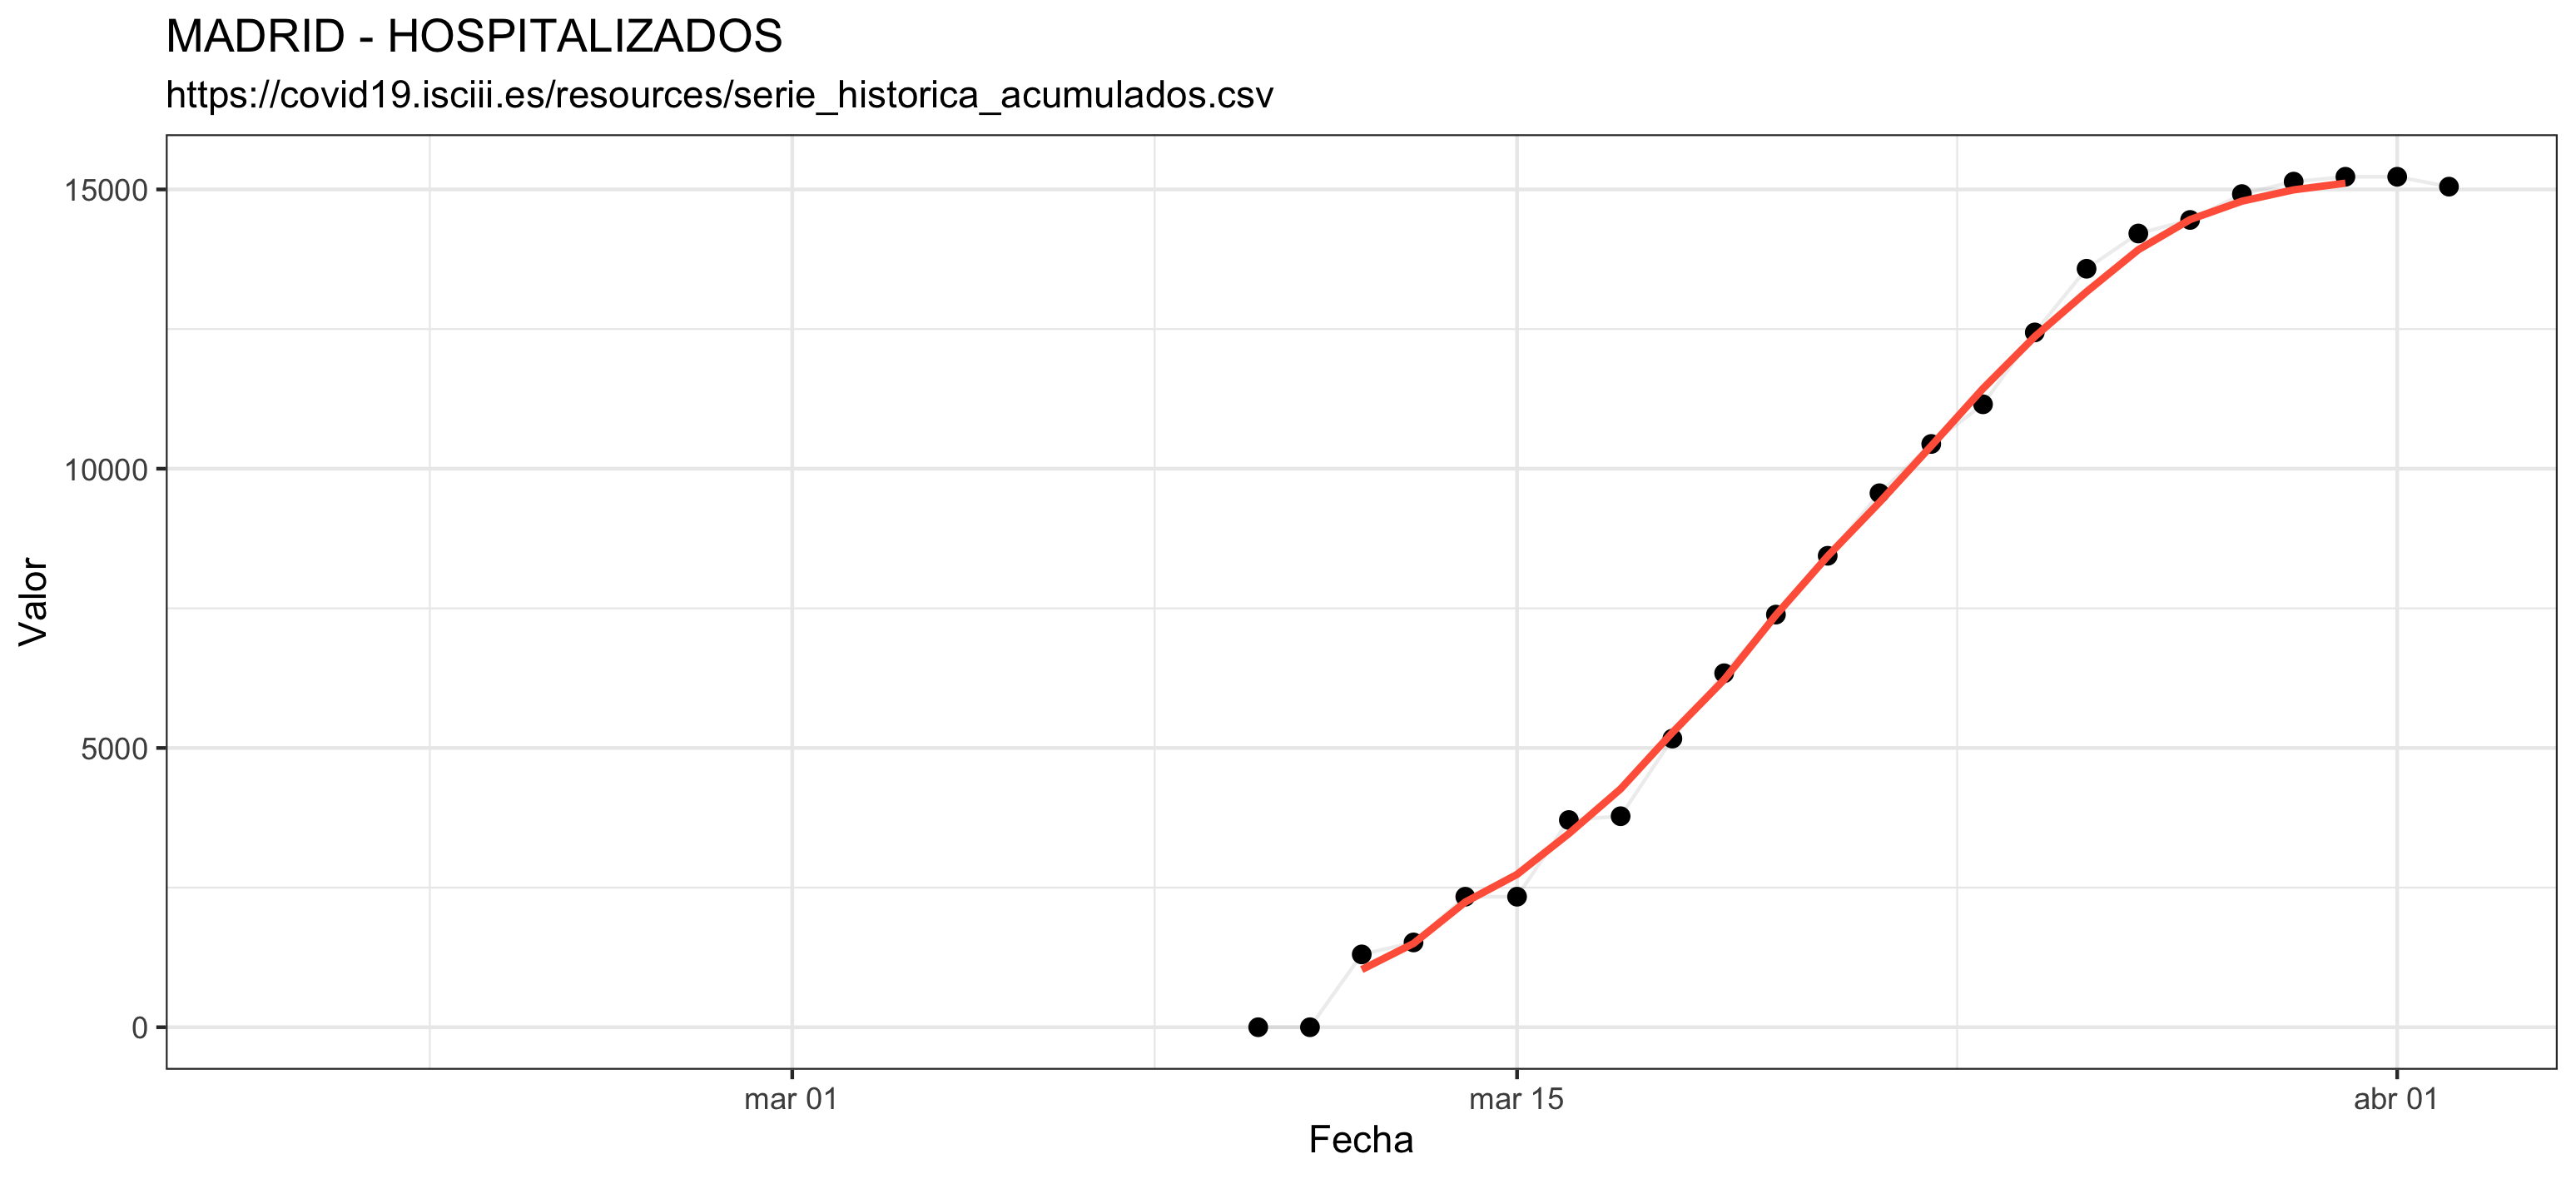 MADRID - HOSPITALIZADOS
https://covid19.isciii.es/resources/serie_historica_acumulados.csv
15000
10000
5000
0
Valor
mar 01
mar 15
abr 01
Fecha